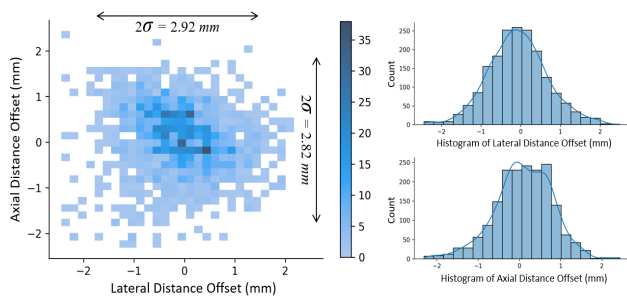 2σ = 2.92 mm
2
1
0
−1
−2
Axial Distance Offset (mm)
−2 −1 0 1 2
Lateral Distance Offset (mm)
2σ = 2.82 mm
35
30
25
20
15
10
5
0
250
200
150
100
50
0
Count
−2 −1 0 1 2
Histogram of Lateral Distance Offset (mm)
250
200
150
100
50
0
Count
−2 −1 0 1 2
Histogram of Axial Distance Offset (mm)